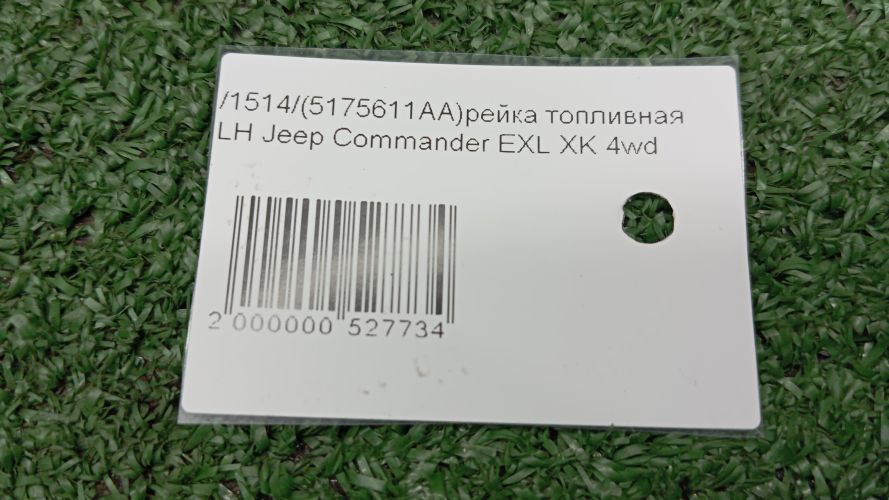 /1514/(5175611AA)рейка топливная
LH Jeep Commander EXL XK 4wd
2 000000 527734